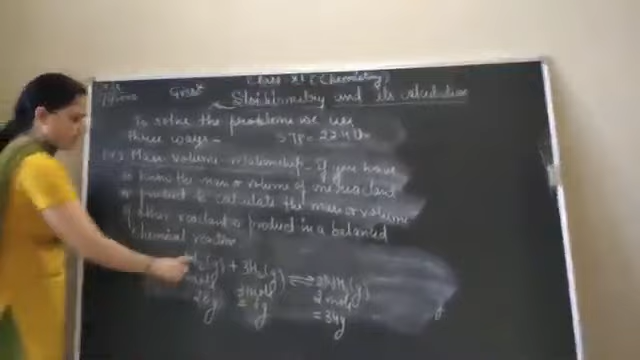 Class XI (Chemistry)
Stoichiometry and its calculation
To solve the problems we use
three ways - STP = 22.4 L
Mass volume relationship - If you have
to know the mass or volume of one reactant
or product to calculate the mass or volume
of other reactant or product in a balanced
chemical reaction
(g) + 3H₂(g) ⇌ 2NH₃(g)
2 mole
= 34g